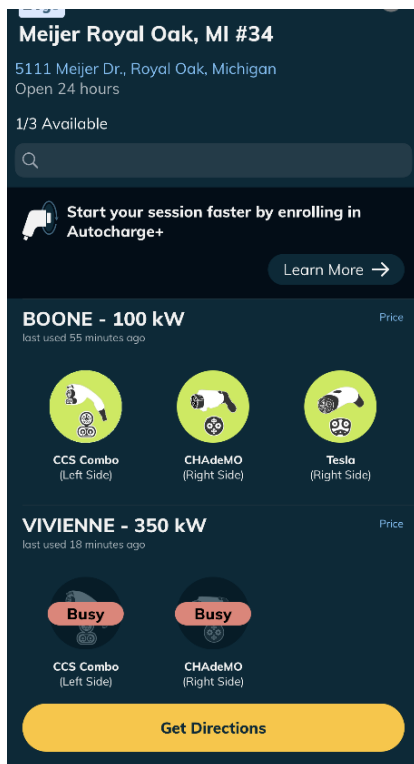 Meijer Royal Oak, MI #34
5111 Meijer Dr., Royal Oak, Michigan
Open 24 hours
1/3 Available
Start your session faster by enrolling in
Autocharge+
Learn More →
BOONE - 100 kW
Price
last used 55 minutes ago
CCS Combo
(Left Side)
CHAdeMO
(Right Side)
Tesla
(Right Side)
VIVIENNE - 350 kW
Price
last used 18 minutes ago
Busy
Busy
CCS Combo
(Left Side)
CHAdeMO
(Right Side)
Get Directions